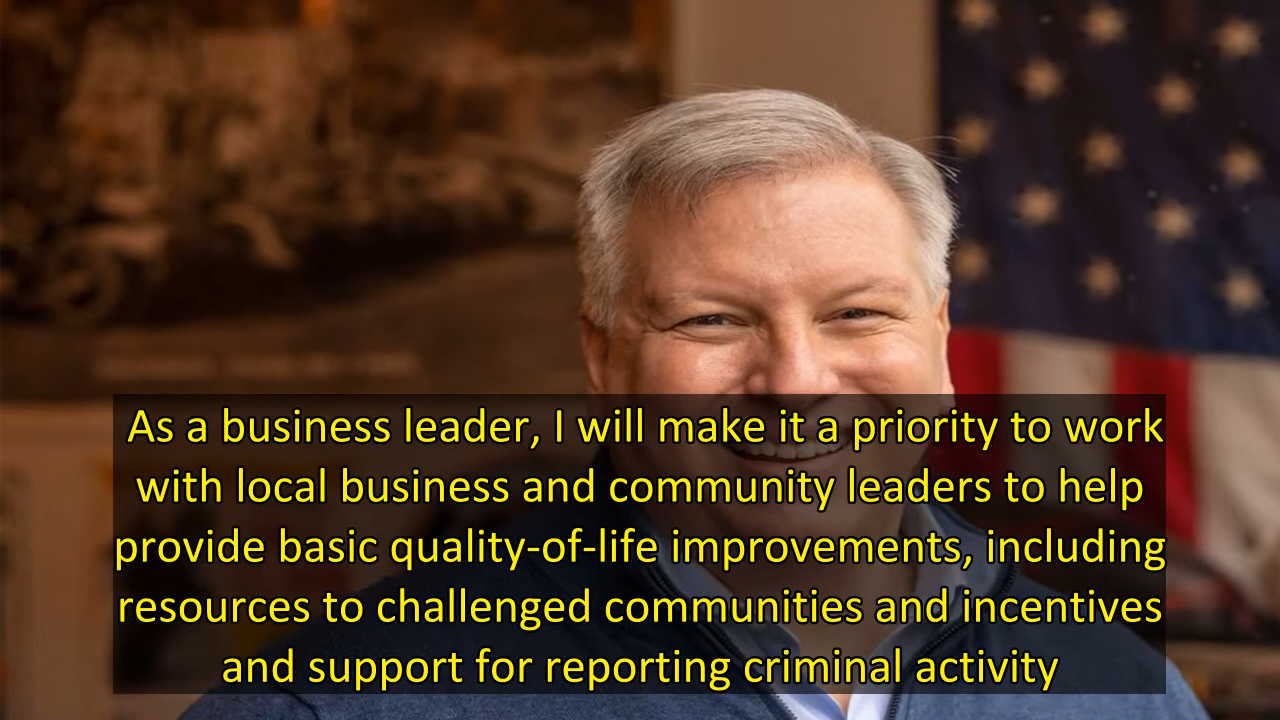 As a business leader, I will make it a priority to work
with local business and community leaders to help
provide basic quality-of-life improvements, including
resources to challenged communities and incentives
and support for reporting criminal activity